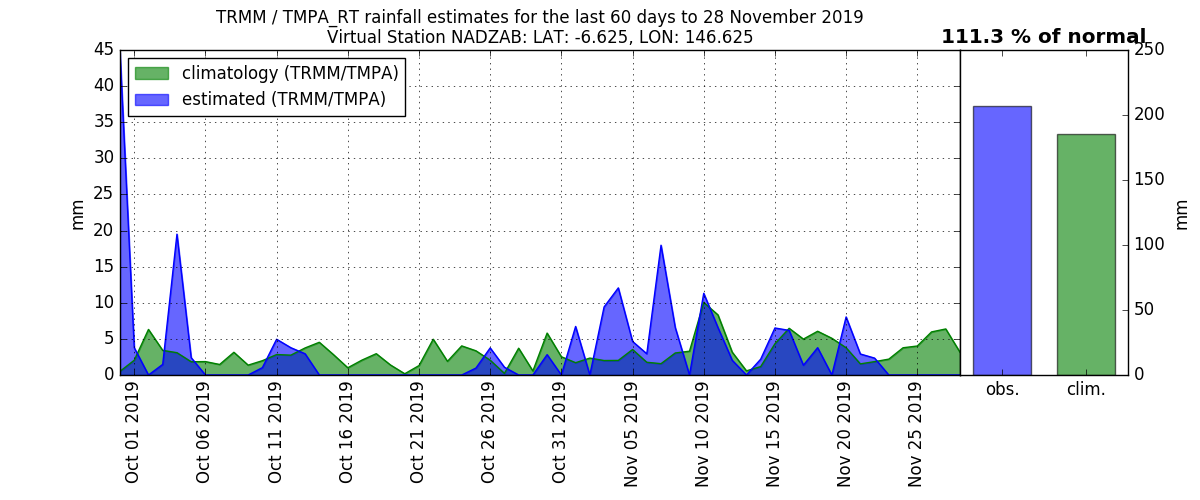 TRMM / TMPA_RT rainfall estimates for the last 60 days to 28 November 2019
Virtual Station NADZAB: LAT: -6.625, LON: 146.625
111.3 % of normal
climatology (TRMM/TMPA)
estimated (TRMM/TMPA)
mm
45
40
35
30
25
20
15
10
5
0
Oct 01 2019
Oct 06 2019
Oct 11 2019
Oct 16 2019
Oct 21 2019
Oct 26 2019
Oct 31 2019
Nov 05 2019
Nov 10 2019
Nov 15 2019
Nov 20 2019
Nov 25 2019
250
200
150
100
50
0
mm
obs.
clim.